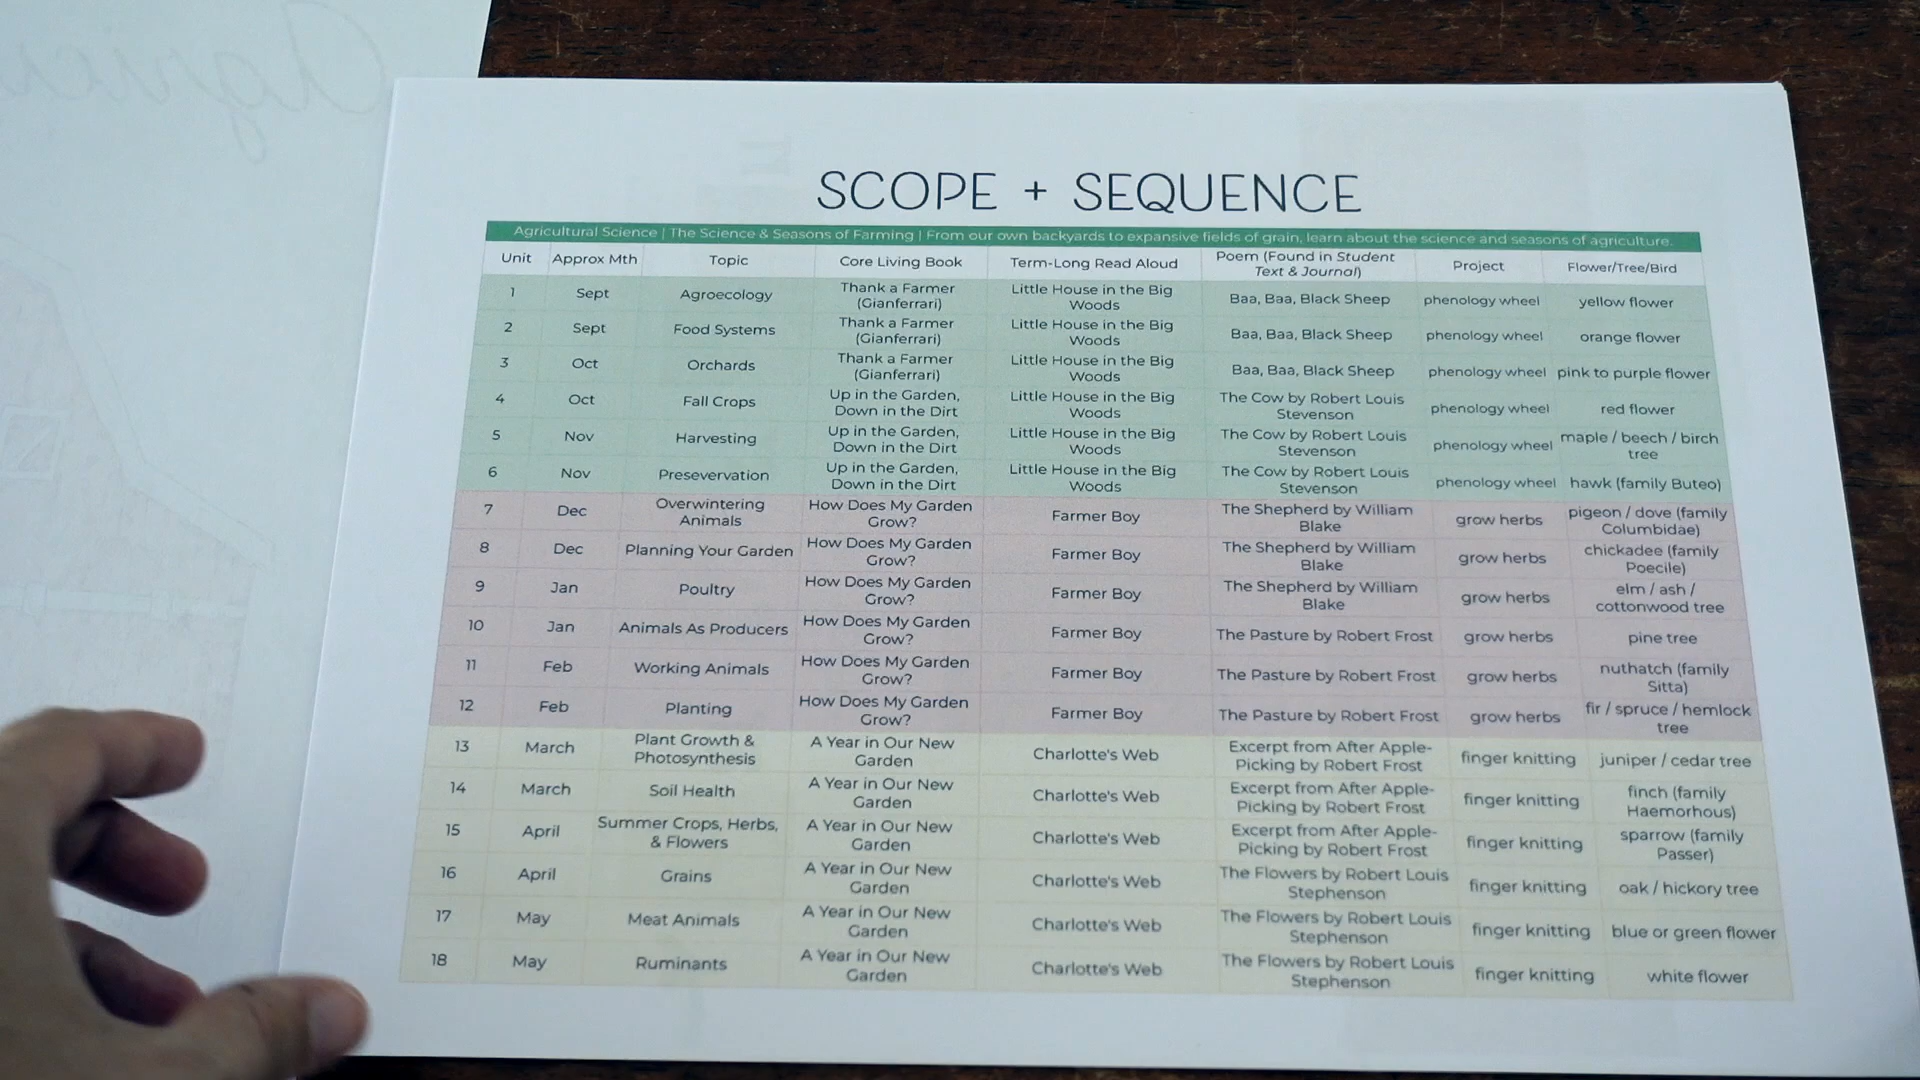 SCOPE + SEQUENCE
Agricultural Science | The Science & Seasons of Farming | From our own backyards to expansive fields of grain, learn about the science and seasons of agriculture.
Unit Approx Mth Topic Core Living Book Term-Long Read Aloud Poem (Found in Student Text & Journal) Project Flower/Tree/Bird
1 Sept Agroecology Thank a Farmer (Gianferrari) Little House in the Big Woods Baa, Baa, Black Sheep phenology wheel yellow flower
2 Sept Food Systems Thank a Farmer (Gianferrari) Little House in the Big Woods Baa, Baa, Black Sheep phenology wheel orange flower
3 Oct Orchards Thank a Farmer (Gianferrari) Little House in the Big Woods Baa, Baa, Black Sheep phenology wheel pink to purple flower
4 Oct Fall Crops Up in the Garden, Down in the Dirt Little House in the Big Woods The Cow by Robert Louis Stevenson phenology wheel red flower
5 Nov Harvesting Up in the Garden, Down in the Dirt Little House in the Big Woods The Cow by Robert Louis Stevenson phenology wheel maple / beech / birch tree
6 Nov Presevervation Up in the Garden, Down in the Dirt Little House in the Big Woods The Cow by Robert Louis Stevenson phenology wheel hawk (family Buteo)
7 Dec Overwintering Animals How Does My Garden Grow? Farmer Boy The Shepherd by William Blake grow herbs pigeon / dove (family Columbidae)
8 Dec Planning Your Garden How Does My Garden Grow? Farmer Boy The Shepherd by William Blake grow herbs chickadee (family Poecile)
9 Jan Poultry How Does My Garden Grow? Farmer Boy The Shepherd by William Blake grow herbs elm / ash / cottonwood tree
10 Jan Animals As Producers How Does My Garden Grow? Farmer Boy The Pasture by Robert Frost grow herbs pine tree
11 Feb Working Animals How Does My Garden Grow? Farmer Boy The Pasture by Robert Frost grow herbs nuthatch (family Sitta)
12 Feb Planting How Does My Garden Grow? Farmer Boy The Pasture by Robert Frost grow herbs fir / spruce / hemlock tree
13 March Plant Growth & Photosynthesis A Year in Our New Garden Charlotte's Web Excerpt from After Apple-Picking by Robert Frost finger knitting juniper / cedar tree
14 March Soil Health A Year in Our New Garden Charlotte's Web Excerpt from After Apple-Picking by Robert Frost finger knitting finch (family Haemorhous)
15 April Summer Crops, Herbs, & Flowers A Year in Our New Garden Charlotte's Web Excerpt from After Apple-Picking by Robert Frost finger knitting sparrow (family Passer)
16 April Grains A Year in Our New Garden Charlotte's Web The Flowers by Robert Louis Stephenson finger knitting oak / hickory tree
17 May Meat Animals A Year in Our New Garden Charlotte's Web The Flowers by Robert Louis Stephenson finger knitting blue or green flower
18 May Ruminants A Year in Our New Garden Charlotte's Web The Flowers by Robert Louis Stephenson finger knitting white flower